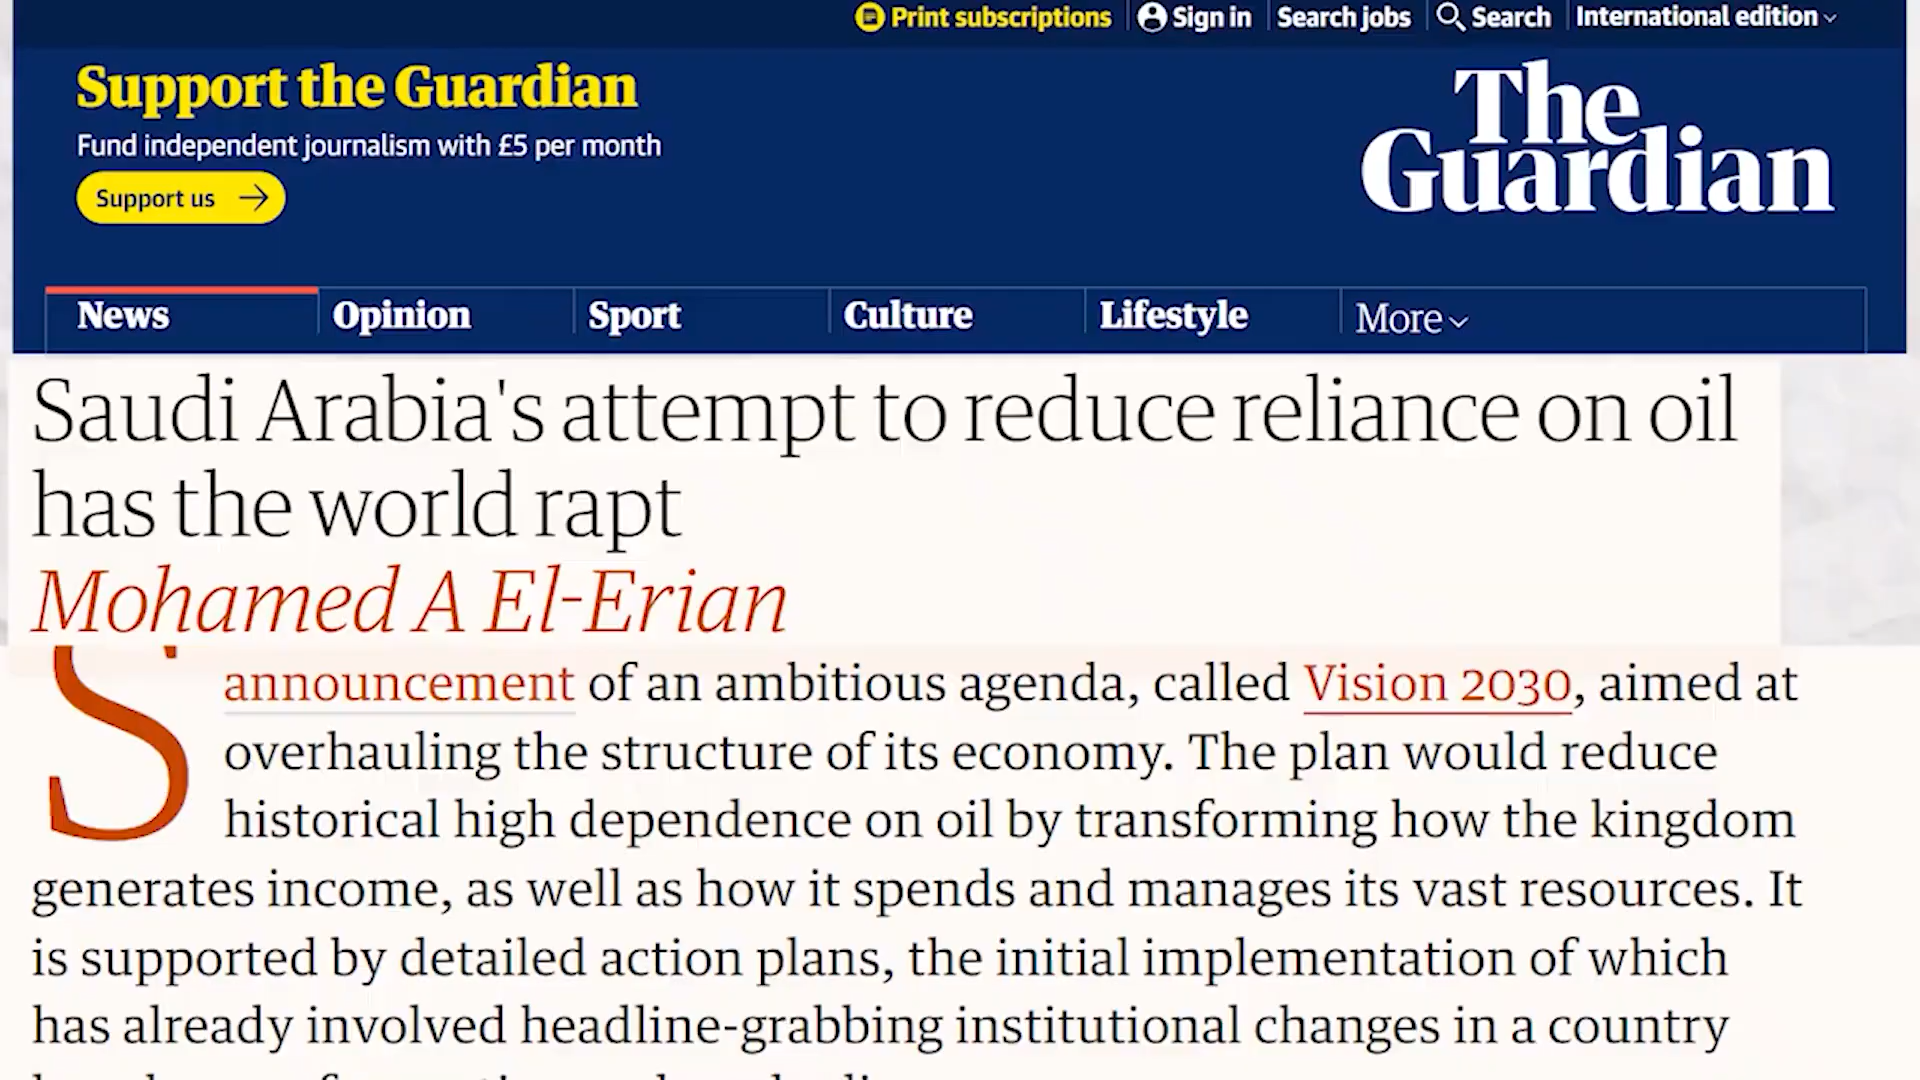 Print subscriptions Sign in Search jobs Search International edition
Support the Guardian
Fund independent journalism with £5 per month
Support us
The
Guardian
News Opinion Sport Culture Lifestyle More
Saudi Arabia's attempt to reduce reliance on oil
has the world rapt
Mohamed A El-Erian
S announcement of an ambitious agenda, called Vision 2030, aimed at
overhauling the structure of its economy. The plan would reduce
historical high dependence on oil by transforming how the kingdom
generates income, as well as how it spends and manages its vast resources. It
is supported by detailed action plans, the initial implementation of which
has already involved headline-grabbing institutional changes in a country